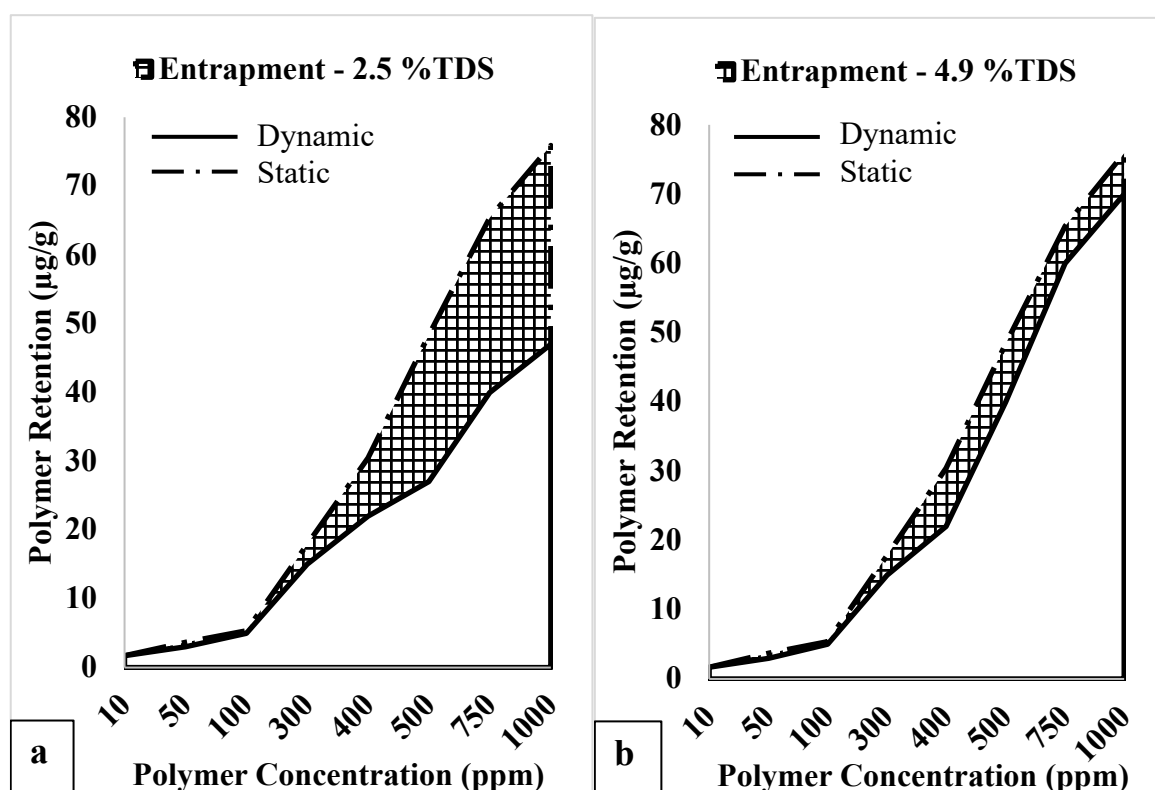 Entrapment - 2.5 %TDS
Dynamic
Static
80
70
60
50
40
30
20
10
0
Polymer Retention (µg/g)
10 50 100 300 400 500 750 1000
Polymer Concentration (ppm)
a
Entrapment - 4.9 %TDS
Dynamic
Static
80
70
60
50
40
30
20
10
0
Polymer Retention (µg/g)
10 50 100 300 400 500 750 1000
Polymer Concentration (ppm)
b